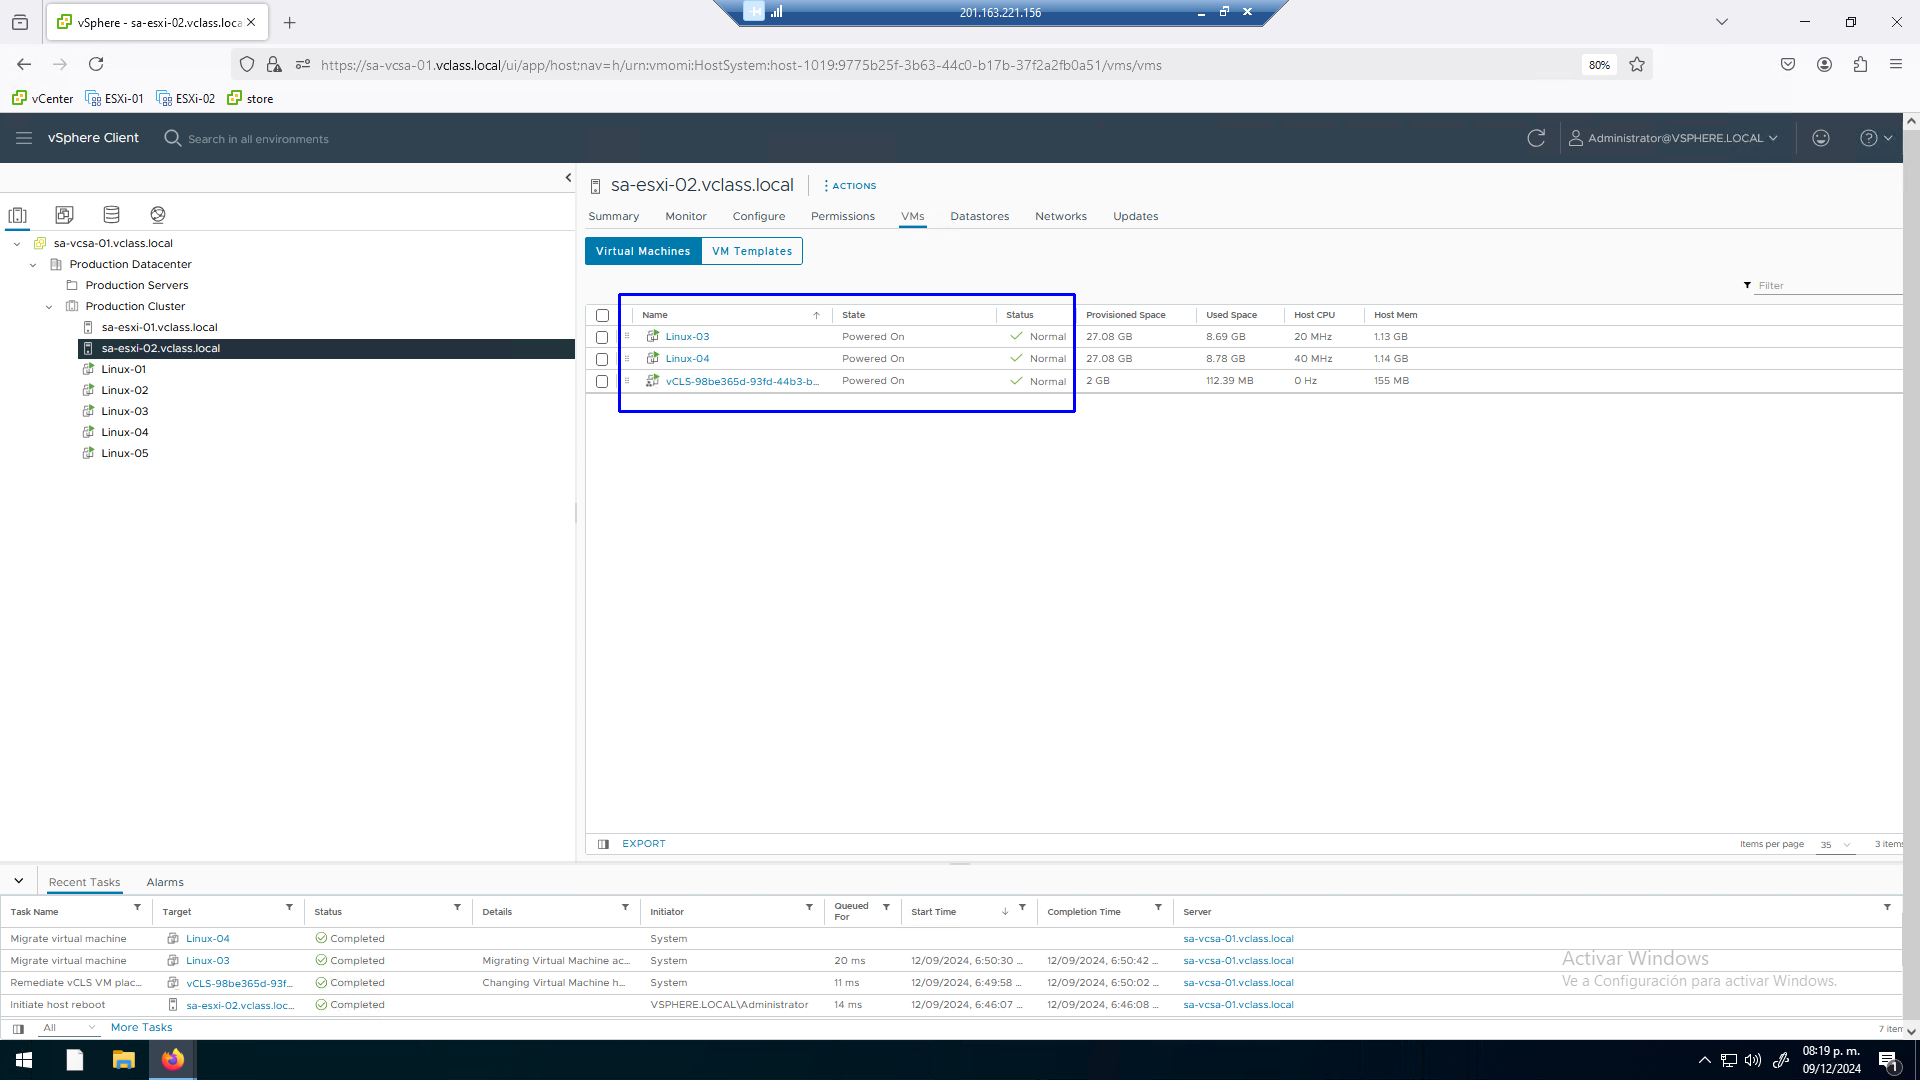 vSphere - sa-esxi-02.vclass.loca
201.163.221.156
https://sa-vcsa-01.vclass.local/ui/app/host;nav=h/urn:vmomi:HostSystem:host-1019:9775b25f-3b63-44c0-b17b-37f2a2fb0a51/vms/vms
80%
vCenter ESXi-01 ESXi-02 store
vSphere Client Search in all environments Administrator@VSPHERE.LOCAL
sa-esxi-02.vclass.local ACTIONS
Summary Monitor Configure Permissions VMs Datastores Networks Updates
Virtual Machines VM Templates
Filter
sa-vcsa-01.vclass.local
Production Datacenter
Production Servers
Production Cluster
sa-esxi-01.vclass.local
sa-esxi-02.vclass.local
Linux-01
Linux-02
Linux-03
Linux-04
Linux-05
Name State Status Provisioned Space Used Space Host CPU Host Mem
Linux-03 Powered On Normal 27.08 GB 8.69 GB 20 MHz 1.13 GB
Linux-04 Powered On Normal 27.08 GB 8.78 GB 40 MHz 1.14 GB
vCLS-98be365d-93fd-44b3-b... Powered On Normal 2 GB 112.39 MB 0 Hz 155 MB
EXPORT Items per page 35 3 items
Recent Tasks Alarms
Task Name Target Status Details Initiator Queued For Start Time Completion Time Server
Migrate virtual machine Linux-04 Completed System sa-vcsa-01.vclass.local
Migrate virtual machine Linux-03 Completed Migrating Virtual Machine ac... System 20 ms 12/09/2024, 6:50:30 ... 12/09/2024, 6:50:42 ... sa-vcsa-01.vclass.local
Remediate vCLS VM plac... vCLS-98be365d-93f... Completed Changing Virtual Machine h... System 11 ms 12/09/2024, 6:49:58 ... 12/09/2024, 6:50:02 ... sa-vcsa-01.vclass.local
Initiate host reboot sa-esxi-02.vclass.loc... Completed VSPHERE.LOCAL\Administrator 14 ms 12/09/2024, 6:46:07 ... 12/09/2024, 6:46:08 ... sa-vcsa-01.vclass.local
Activar Windows
Ve a Configuración para activar Windows.
All More Tasks 7 item
08:19 p. m.
09/12/2024
1